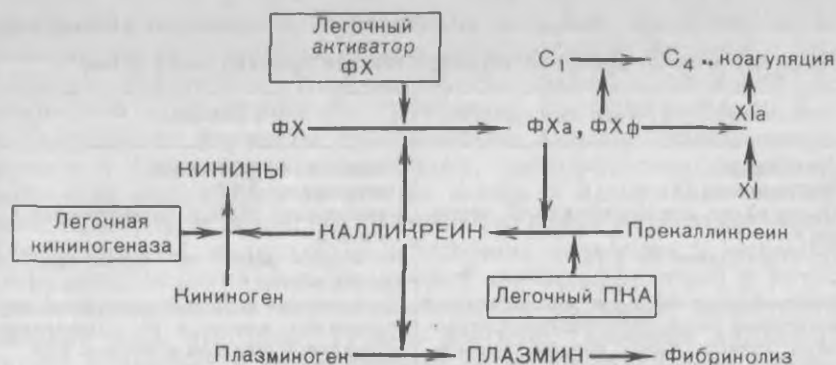 Легочный
активатор
ФХ
C₁ C₄ .. коагуляция
ФХ ФХа, ФХф XIa
КИНИНЫ XI
Легочная
кининогеназа
КАЛЛИКРЕИН Прекалликреин
Кининоген Легочный ПКА
Плазминоген ПЛАЗМИН Фибринолиз